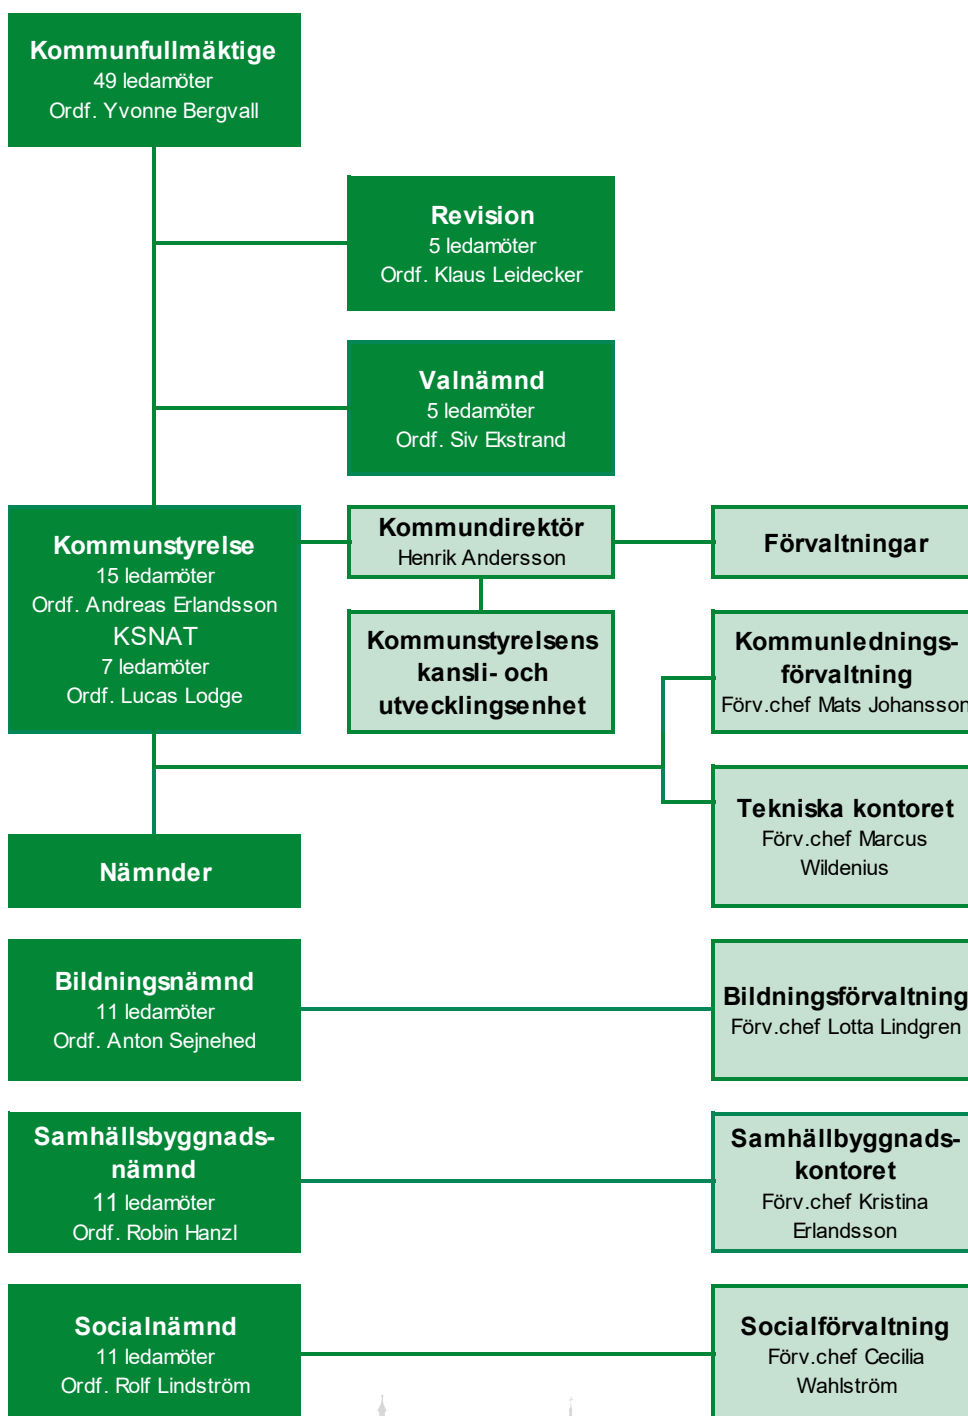 Kommunfullmäktige
49 ledamöter
Ordf. Yvonne Bergvall
Revision
5 ledamöter
Ordf. Klaus Leidecker
Valnämnd
5 ledamöter
Ordf. Siv Ekstrand
Kommunstyrelse
15 ledamöter
Ordf. Andreas Erlandsson
KSNAT
7 ledamöter
Ordf. Lucas Lodge
Kommundirektör
Henrik Andersson
Förvaltningar
Kommunstyrelsens
kansli- och
utvecklingsenhet
Kommunlednings-
förvaltning
Förv.chef Mats Johansson
Tekniska kontoret
Förv.chef Marcus
Wildenius
Nämnder
Bildningsnämnd
11 ledamöter
Ordf. Anton Sejnehed
Bildningsförvaltning
Förv.chef Lotta Lindgren
Samhällsbyggnads-
nämnd
11 ledamöter
Ordf. Robin Hanzl
Samhällbyggnads-
kontoret
Förv.chef Kristina
Erlandsson
Socialnämnd
11 ledamöter
Ordf. Rolf Lindström
Socialförvaltning
Förv.chef Cecilia
Wahlström